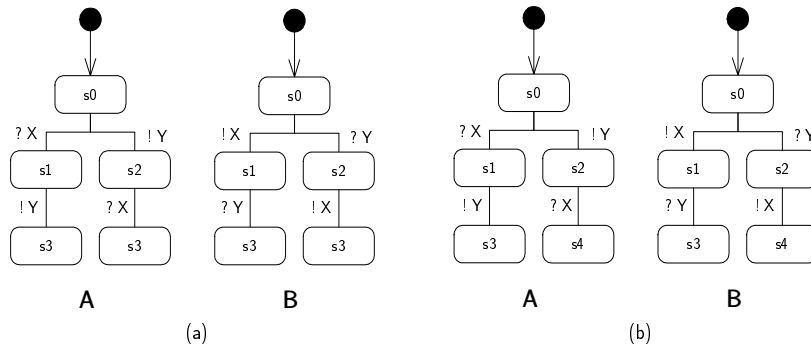 s0 s0 s0 s0
? X ! Y ! X ? Y ? X ! Y ! X ? Y
s1 s2 s1 s2 s1 s2 s1 s2
! Y ? X ? Y ! X ! Y ? X ? Y ! X
s3 s3 s3 s3 s3 s4 s3 s4
A B A B
(a) (b)